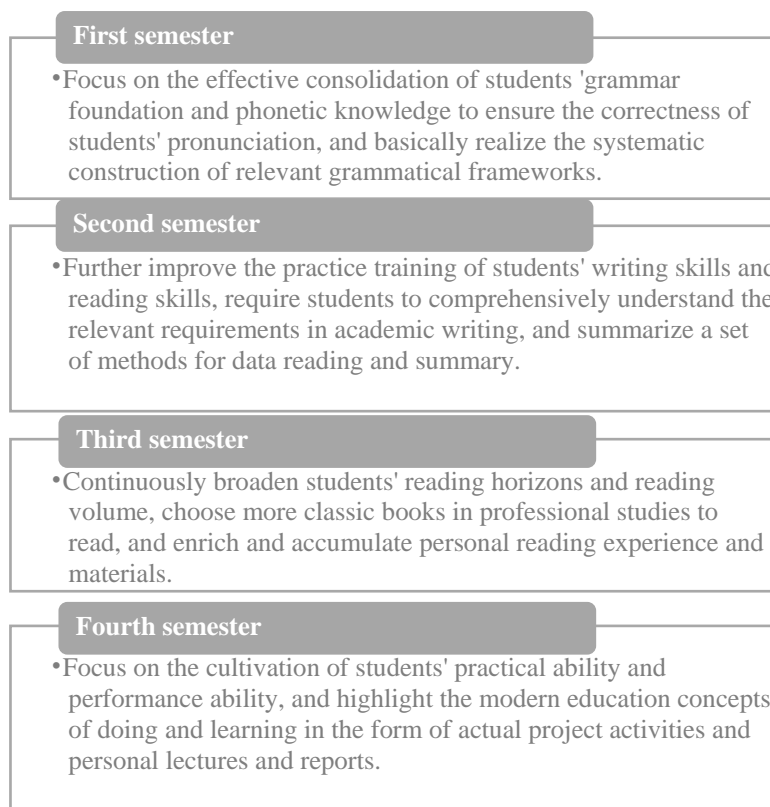 First semester
•Focus on the effective consolidation of students 'grammar
foundation and phonetic knowledge to ensure the correctness of
students' pronunciation, and basically realize the systematic
construction of relevant grammatical frameworks.
Second semester
•Further improve the practice training of students' writing skills and
reading skills, require students to comprehensively understand the
relevant requirements in academic writing, and summarize a set
of methods for data reading and summary.
Third semester
•Continuously broaden students' reading horizons and reading
volume, choose more classic books in professional studies to
read, and enrich and accumulate personal reading experience and
materials.
Fourth semester
•Focus on the cultivation of students' practical ability and
performance ability, and highlight the modern education concepts
of doing and learning in the form of actual project activities and
personal lectures and reports.